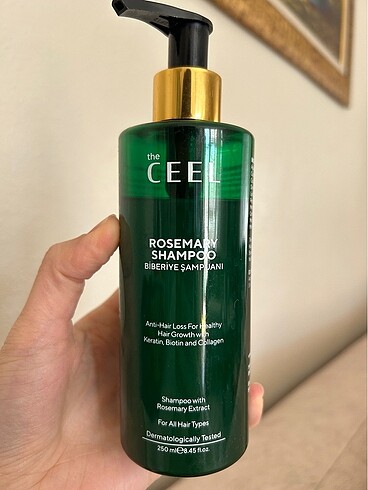 the
CEEL
ROSEMARY
SHAMPOO
BİBERİYE ŞAMPUANI
Anti-Hair Loss For Healthy
Hair Growth with
Keratin, Biotin and Collagen
Shampoo with
Rosemary Extract
For All Hair Types
Dermatologically Tested
250 ml℮8.45 fl.oz.